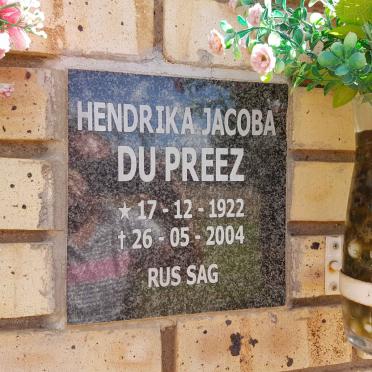 HENDRIKA JACOBA
DU PREEZ
★ 17 - 12 - 1922
† 26 - 05 - 2004
RUS SAG